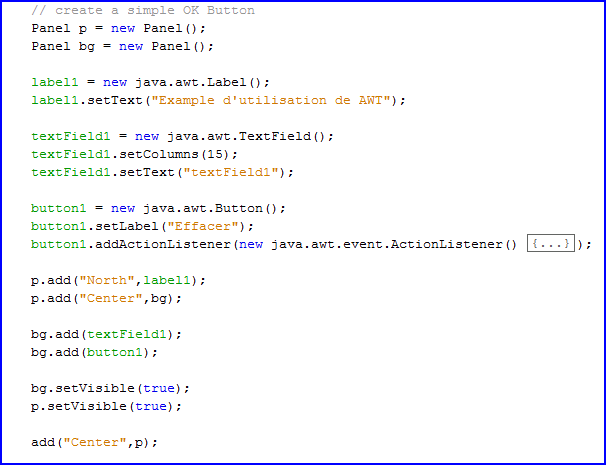 // create a simple OK Button
Panel p = new Panel();
Panel bg = new Panel();
label1 = new java.awt.Label();
label1.setText("Example d'utilisation de AWT");
textField1 = new java.awt.TextField();
textField1.setColumns(15);
textField1.setText("textField1");
button1 = new java.awt.Button();
button1.setLabel("Effacer");
button1.addActionListener(new java.awt.event.ActionListener() {...});
p.add("North",label1);
p.add("Center",bg);
bg.add(textField1);
bg.add(button1);
bg.setVisible(true);
p.setVisible(true);
add("Center",p);